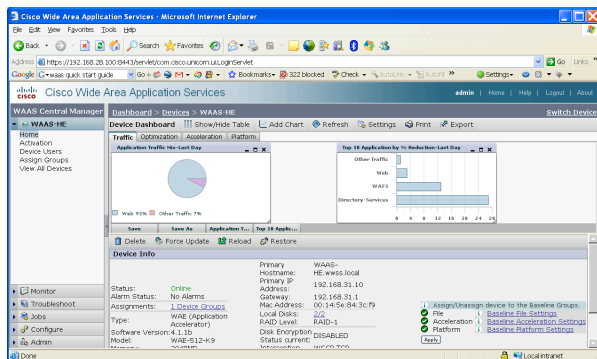 Cisco Wide Area Application Services - Microsoft Internet Explorer
File Edit View Favorites Tools Help
Back Search Favorites
Address https://192.168.28.100:8443/servlet/com.cisco.unicorn.ui.LoginServlet Go Links
Google waas quick start guide Go Bookmarks 322 blocked Check AutoLink AutoFill Settings
CISCO Cisco Wide Area Application Services admin | Home | Help | Logout | About
WAAS Central Manager Dashboard > Devices > WAAS-HE Switch Device
WAAS-HE
Home
Activation
Device Users
Assign Groups
View All Devices
Device Dashboard Show/Hide Table Add Chart Refresh Settings Print Export
Traffic Optimization Acceleration Platform
Application Traffic Mix-Last Day
Web 93% Other Traffic 7%
Top 10 Application by % Reduction-Last Day
Other Traffic
Web
WAFS
Directory-Services
0 4 8 12 16 20 24 28
Save Save As Application T... Top 10 Applic...
Delete Force Update Reload Restore
Device Info
Status: Online
Alarm Status: No Alarms
Assignments: 1 Device Groups
Type: WAE (Application Accelerator)
Software Version: 4.1.1b
Model: WAE-512-K9
Primary Hostname: WAAS-HE.wwss.local
Primary IP Address: 192.168.31.10
Gateway: 192.168.31.1
Mac Address: 00:14:5e:84:3c:f9
Local Disks: 2/2
RAID Level: RAID-1
Disk Encryption Status current: DISABLED
Assign/Unassign device to the Baseline Groups.
File Baseline File Settings
Acceleration Baseline Acceleration Settings
Platform Baseline Platform Settings
Apply
Monitor
Troubleshoot
Jobs
Configure
Admin
Done Local intranet